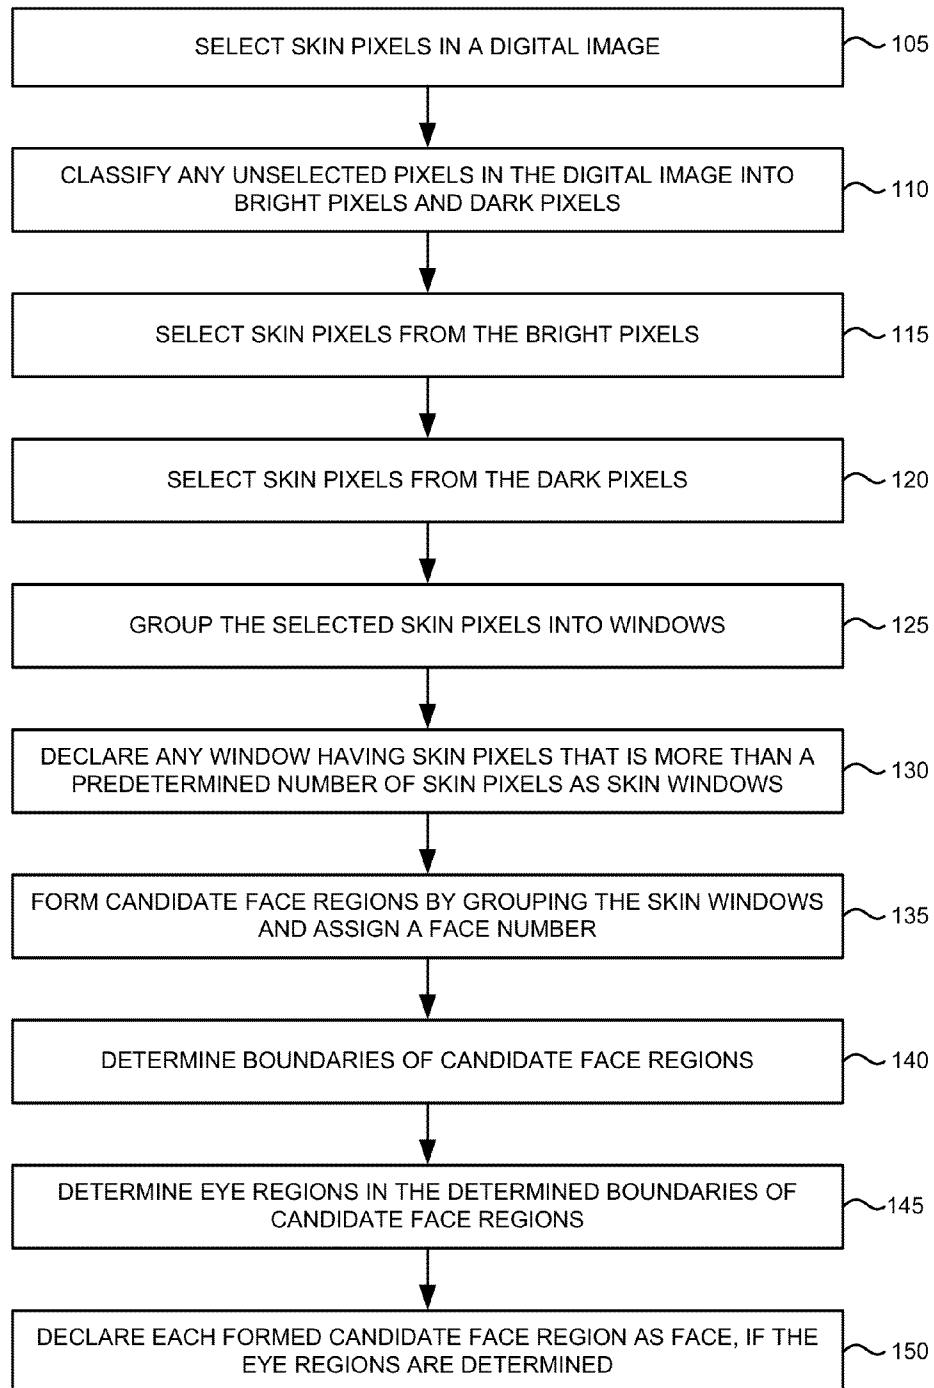 SELECT SKIN PIXELS IN A DIGITAL IMAGE
105
CLASSIFY ANY UNSELECTED PIXELS IN THE DIGITAL IMAGE INTO
BRIGHT PIXELS AND DARK PIXELS
110
SELECT SKIN PIXELS FROM THE BRIGHT PIXELS
115
SELECT SKIN PIXELS FROM THE DARK PIXELS
120
GROUP THE SELECTED SKIN PIXELS INTO WINDOWS
125
DECLARE ANY WINDOW HAVING SKIN PIXELS THAT IS MORE THAN A
PREDETERMINED NUMBER OF SKIN PIXELS AS SKIN WINDOWS
130
FORM CANDIDATE FACE REGIONS BY GROUPING THE SKIN WINDOWS
AND ASSIGN A FACE NUMBER
135
DETERMINE BOUNDARIES OF CANDIDATE FACE REGIONS
140
DETERMINE EYE REGIONS IN THE DETERMINED BOUNDARIES OF
CANDIDATE FACE REGIONS
145
DECLARE EACH FORMED CANDIDATE FACE REGION AS FACE, IF THE
EYE REGIONS ARE DETERMINED
150